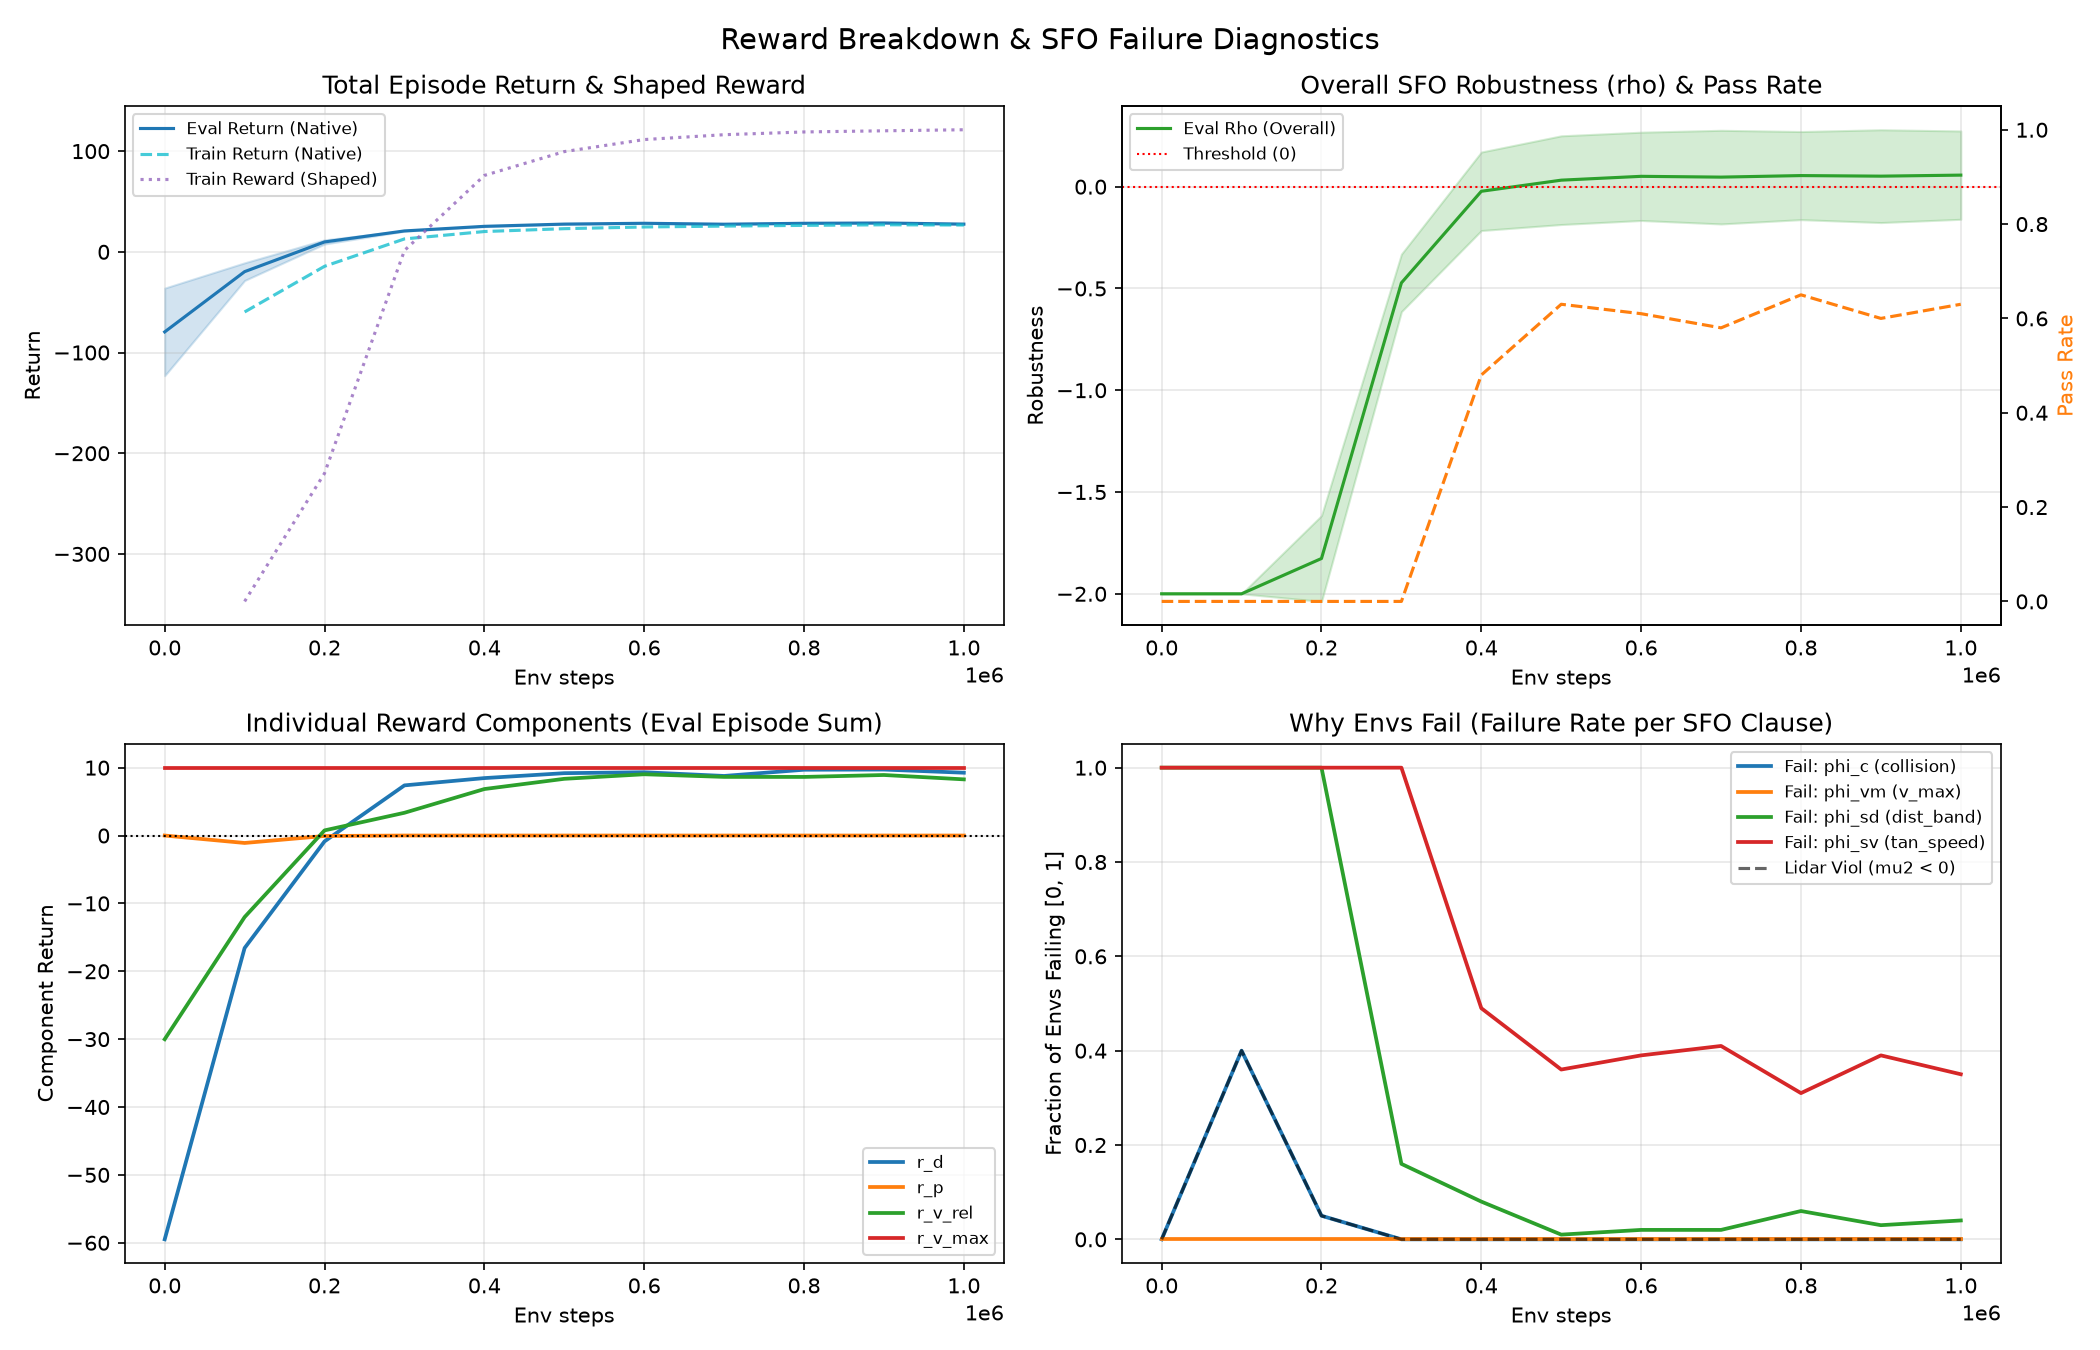 Reward Breakdown & SFO Failure Diagnostics
Total Episode Return & Shaped Reward
Eval Return (Native)
Train Return (Native)
Train Reward (Shaped)
100
0
−100
−200
−300
Return
0.0 0.2 0.4 0.6 0.8 1.0
1e6
Env steps
Overall SFO Robustness (rho) & Pass Rate
Eval Rho (Overall)
Threshold (0)
0.0
−0.5
−1.0
−1.5
−2.0
Robustness
1.0
0.8
0.6
0.4
0.2
0.0
Pass Rate
0.0 0.2 0.4 0.6 0.8 1.0
1e6
Env steps
Individual Reward Components (Eval Episode Sum)
10
0
−10
−20
−30
−40
−50
−60
Component Return
r_d
r_p
r_v_rel
r_v_max
0.0 0.2 0.4 0.6 0.8 1.0
1e6
Env steps
Why Envs Fail (Failure Rate per SFO Clause)
Fail: phi_c (collision)
Fail: phi_vm (v_max)
Fail: phi_sd (dist_band)
Fail: phi_sv (tan_speed)
Lidar Viol (mu2 < 0)
1.0
0.8
0.6
0.4
0.2
0.0
Fraction of Envs Failing [0, 1]
0.0 0.2 0.4 0.6 0.8 1.0
1e6
Env steps